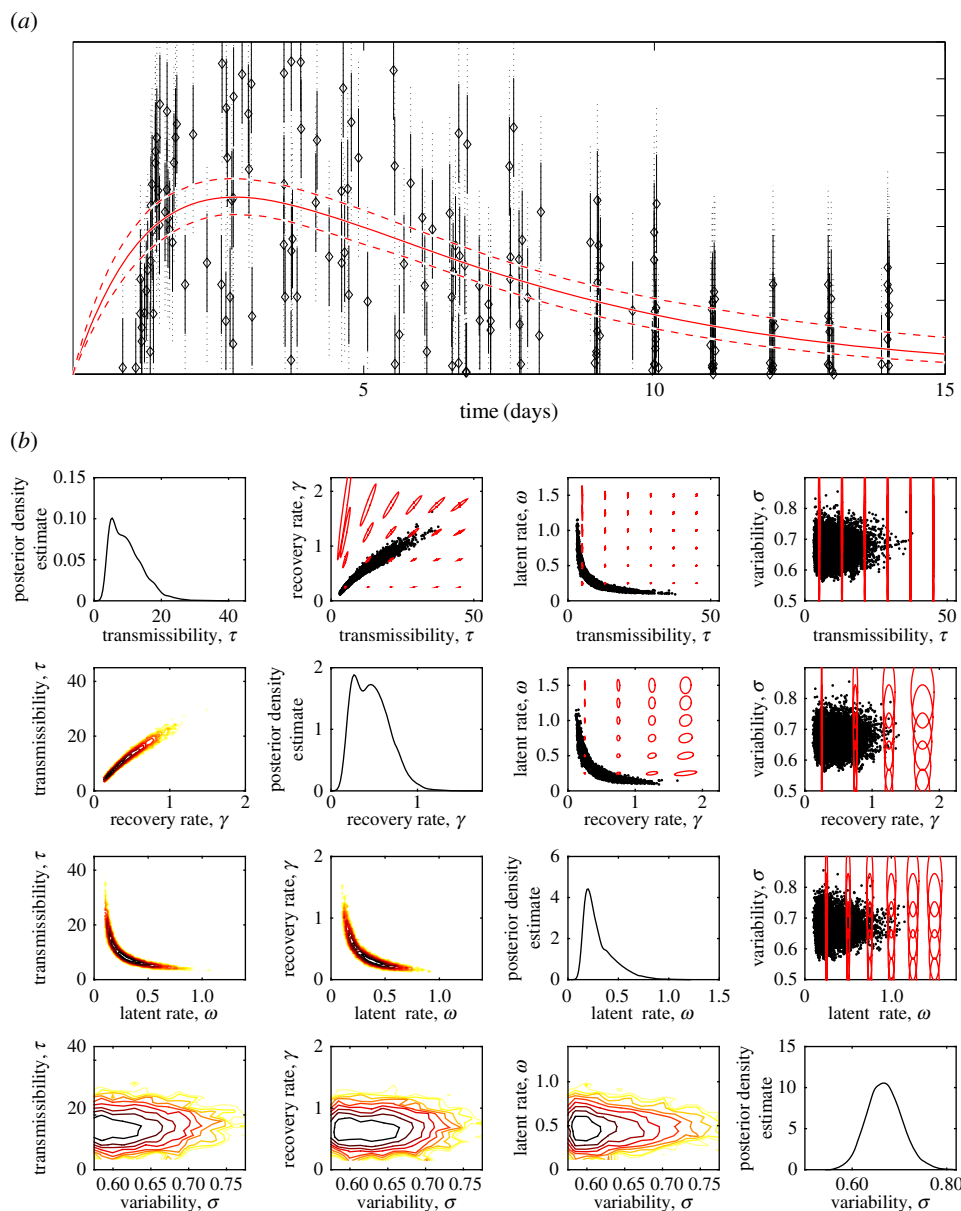 (a)
5
10
15
time (days)
(b)
0.15
0.10
0.05
0
posterior density
estimate
0
20
40
transmissibility, τ
2
1
0
recovery rate, γ
50
transmissibility, τ
1.5
1.0
0.5
0
latent rate, ω
50
transmissibility, τ
0.8
0.7
0.6
0.5
variability, σ
0
50
transmissibility, τ
40
20
0
transmissibility, τ
0
1
2
recovery rate, γ
2
1
0
posterior density
estimate
0
1
recovery rate, γ
1.5
1.0
0.5
0
latent rate, ω
1
2
recovery rate, γ
0.8
0.7
0.6
0.5
variability, σ
0
1
2
recovery rate, γ
40
20
0
transmissibility, τ
0
0.5
1.0
latent rate, ω
2
1
0
recovery rate, γ
0
0.5
1.0
latent rate, ω
6
4
2
0
posterior density
estimate
0
0.5
1.0
1.5
latent rate, ω
0.8
0.7
0.6
0.5
variability, σ
0
1.0
latent rate, ω
40
20
0
transmissibility, τ
0.60
0.65
0.70
0.75
variability, σ
2
1
0
recovery rate, γ
0.60
0.65
0.70
0.75
variability, σ
1.0
0.5
0
latent rate, ω
0.60
0.65
0.70
0.75
variability, σ
15
10
5
0
posterior density
estimate
0.60
0.80
variability, σ